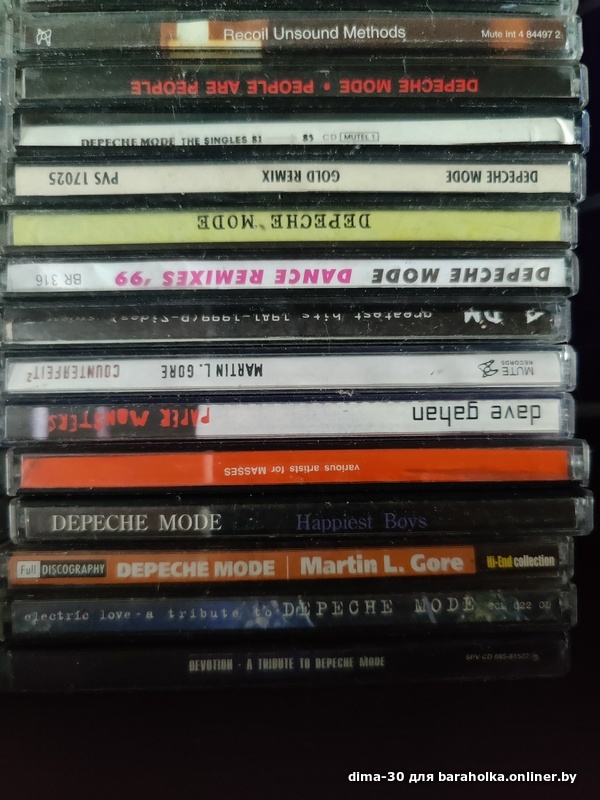 Recoil Unsound Methods Mute Int 4 84497 2
DEPECHE MODE • PEOPLE ARE PEOPLE
DEPECHE MODE THE SINGLES 81 85 CD MUTEL 1
DEPECHE MODE GOLD REMIX PVS 17025
DEPECHE MODE
DEPECHE MODE DANCE REMIXES '99 BR 316
DM greatest hits
MUTE RECORDS MARTIN L. GORE COUNTERFEIT²
dave gahan PAPER MONSTERS
various artists for MASSES
DEPECHE MODE Happiest Boys
Full DISCOGRAPHY DEPECHE MODE | Martin L. Gore Hi-End collection
electric love - a tribute to DEPECHE MODE
DEVOTION · A TRIBUTE TO DEPECHE MODE
dima-30 для baraholka.onliner.by